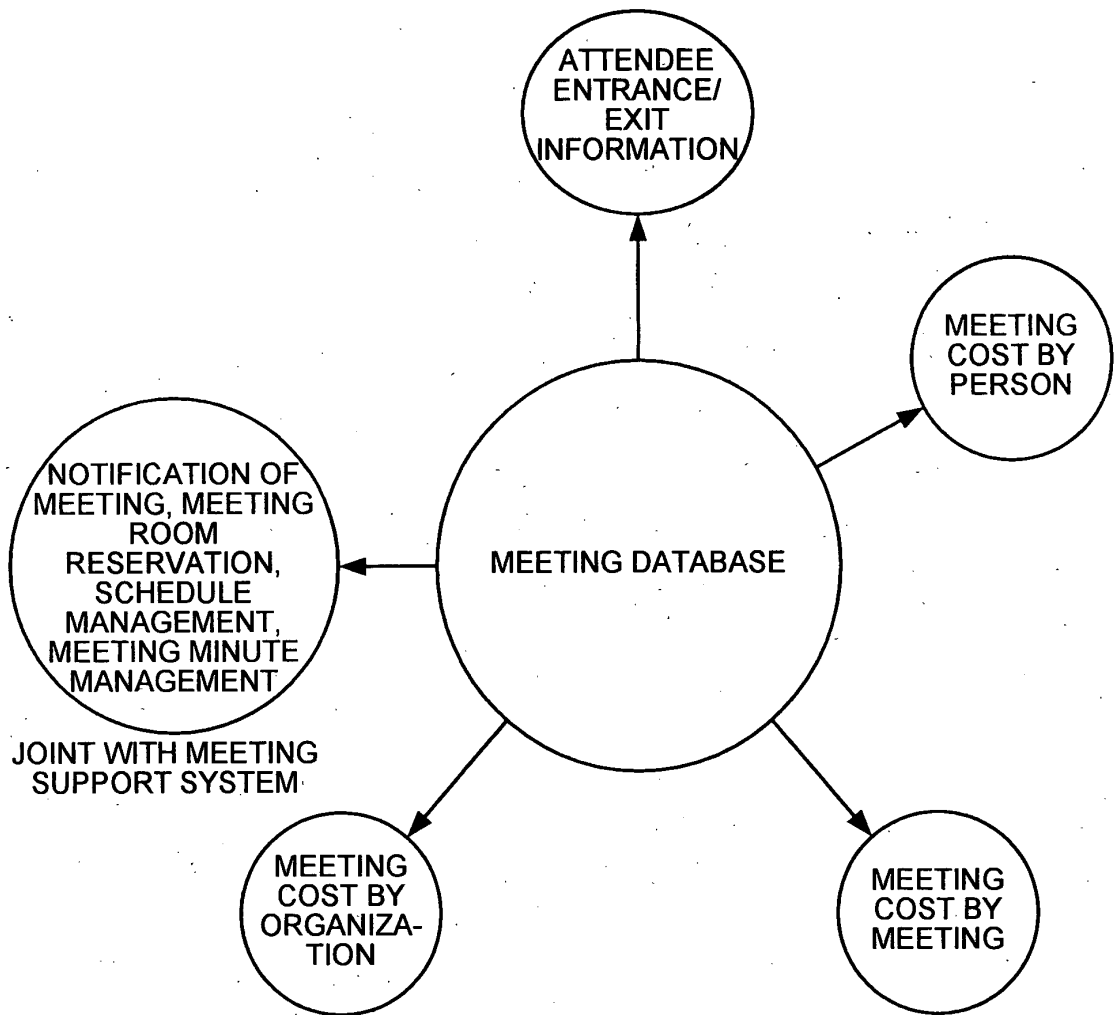 ATTENDEE
ENTRANCE/
EXIT
INFORMATION
MEETING
COST BY
PERSON
NOTIFICATION OF
MEETING, MEETING
ROOM
RESERVATION,
SCHEDULE
MANAGEMENT,
MEETING MINUTE
MANAGEMENT
MEETING DATABASE
JOINT WITH MEETING
SUPPORT SYSTEM
MEETING
COST BY
ORGANIZA-
TION
MEETING
COST BY
MEETING